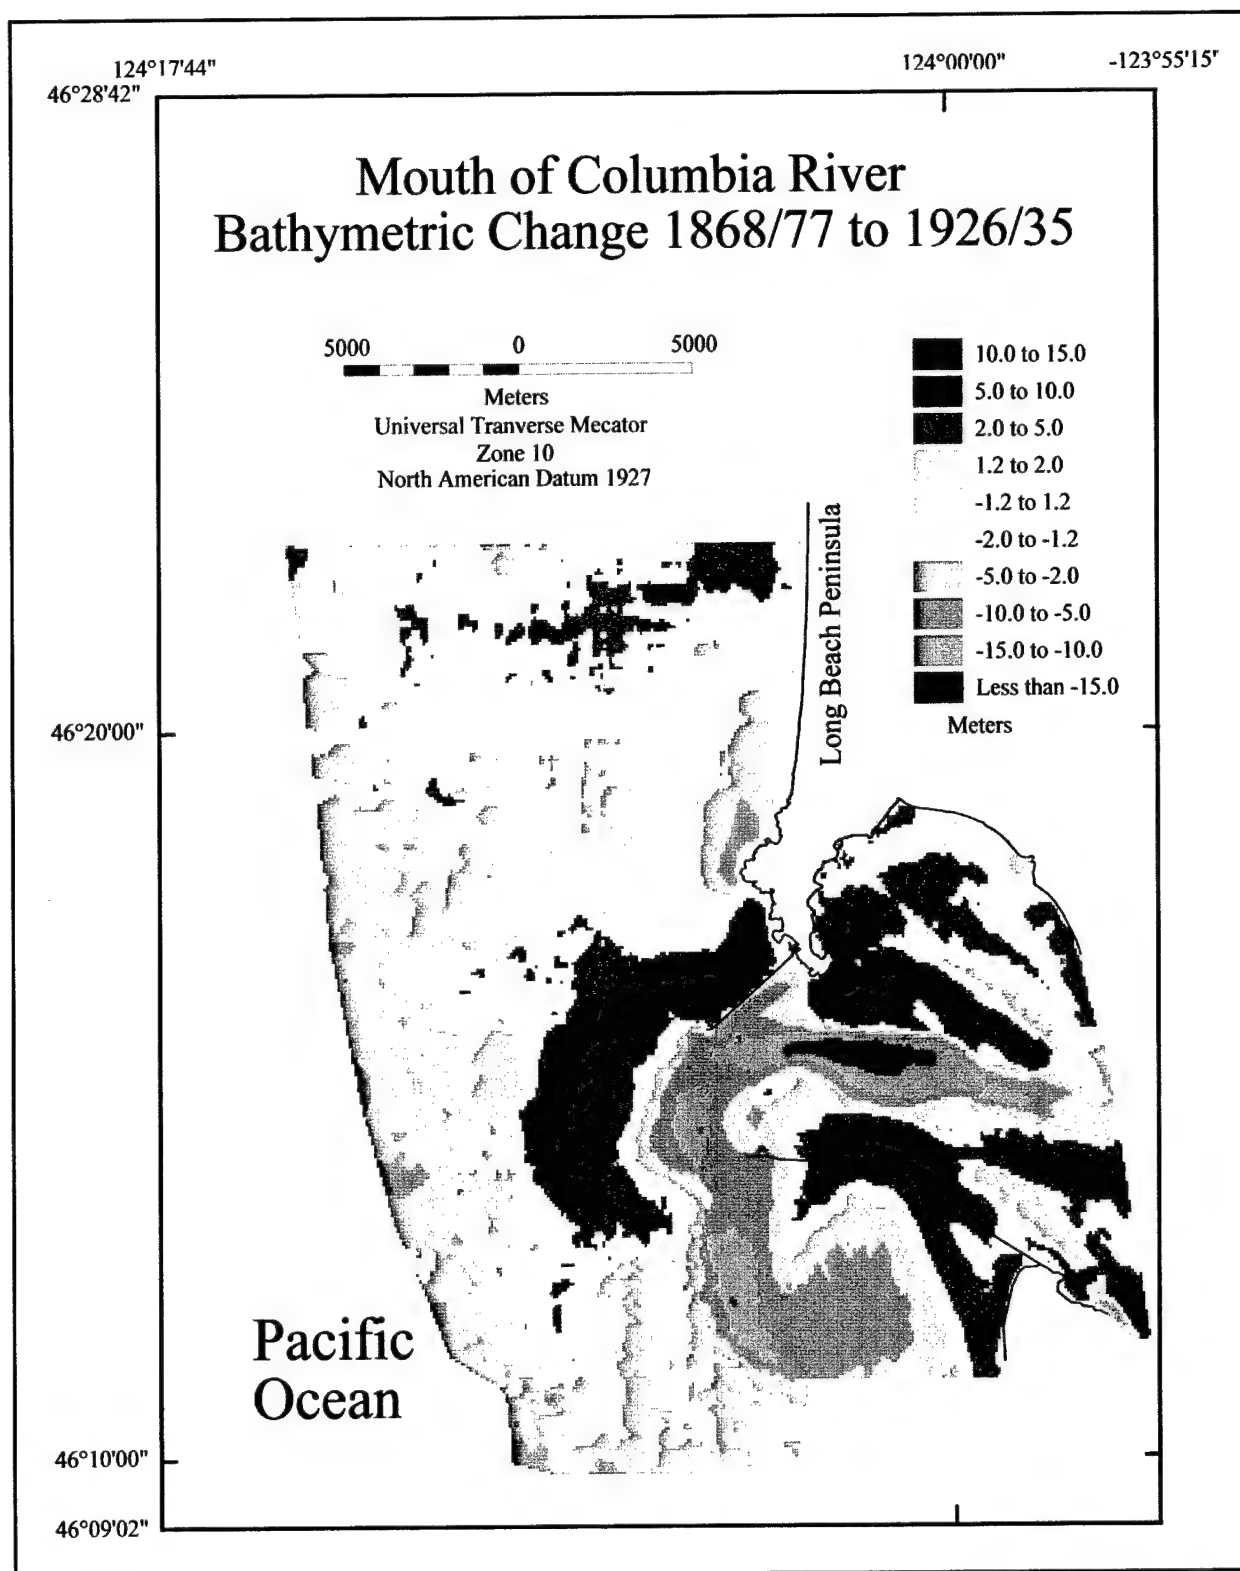 124°17'44"
124°00'00"
-123°55'15"
46°28'42"
Mouth of Columbia River
Bathymetric Change 1868/77 to 1926/35
5000 0 5000
Meters
Universal Tranverse Mecator
Zone 10
North American Datum 1927
10.0 to 15.0
5.0 to 10.0
2.0 to 5.0
1.2 to 2.0
-1.2 to 1.2
-2.0 to -1.2
-5.0 to -2.0
-10.0 to -5.0
-15.0 to -10.0
Less than -15.0
Meters
Long Beach Peninsula
46°20'00"
Pacific
Ocean
46°10'00"
46°09'02"